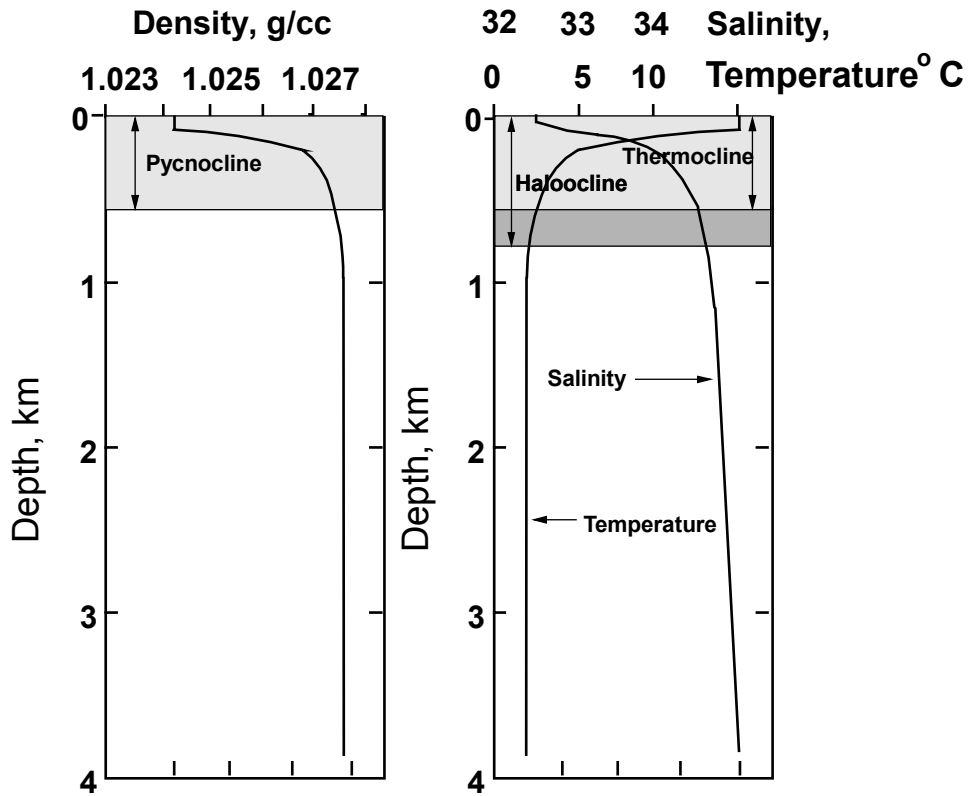 Density, g/cc
1.023 1.025 1.027
0
Pycnocline
1
2
3
4
Depth, km
32 33 34 Salinity,
0 5 10 Temperature° C
0
Thermocline
Haloocline
1
Salinity
2
Temperature
3
4
Depth, km